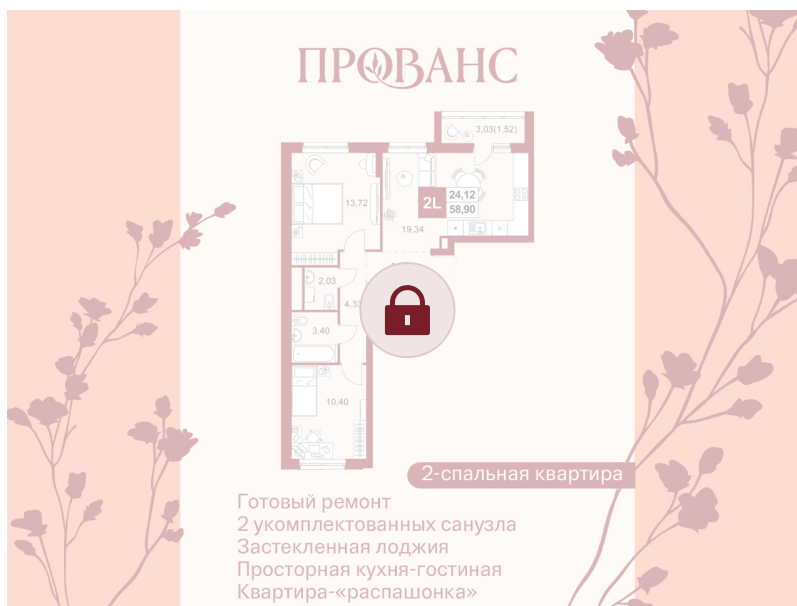 ПРОВАНС
3.03(1,52)
13,72
2L
24,12
58,90
19.34
2,03
4,33
3,40
10,40
2-спальная квартира
Готовый ремонт
2 укомплектованных санузла
Застекленная лоджия
Просторная кухня-гостиная
Квартира-«распашонка»